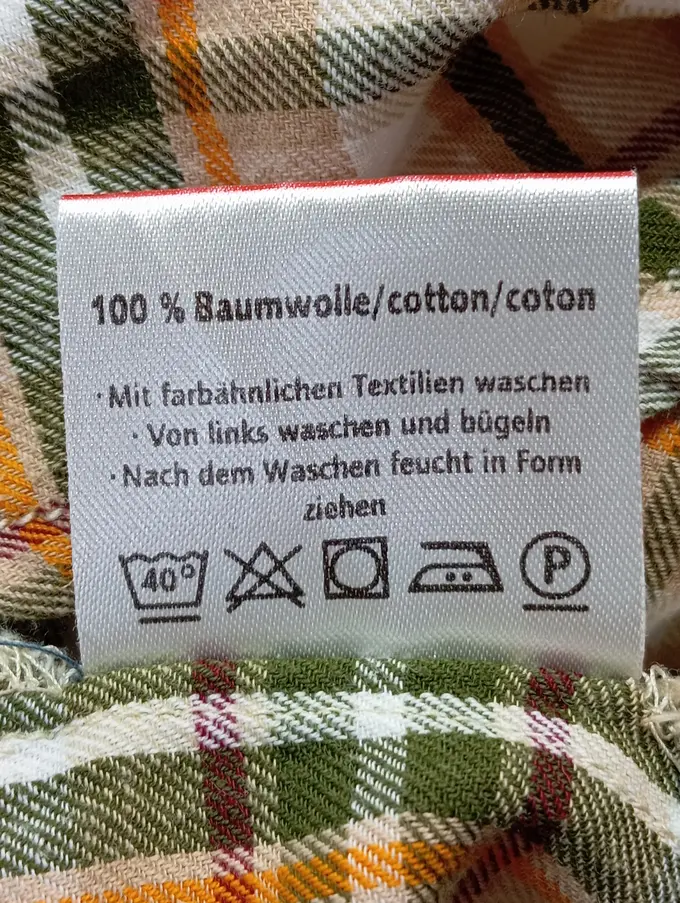 100 % Baumwolle/cotton/coton
· Mit farbähnlichen Textilien waschen
· Von links waschen und bügeln
· Nach dem Waschen feucht in Form
ziehen
40° P